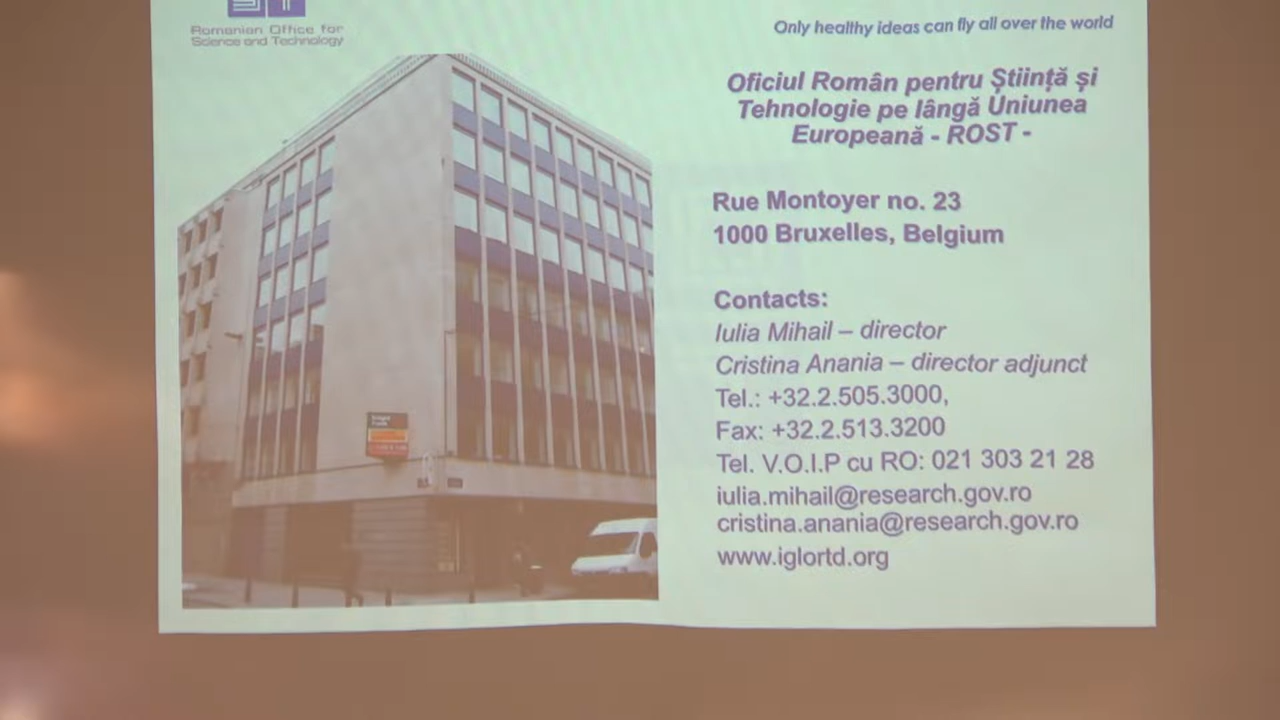 Romanian Office for
Science and Technology
Only healthy ideas can fly all over the world
Oficiul Român pentru Știință și
Tehnologie pe lângă Uniunea
Europeană - ROST -
Rue Montoyer no. 23
1000 Bruxelles, Belgium
Contacts:
Iulia Mihail – director
Cristina Anania – director adjunct
Tel.: +32.2.505.3000,
Fax: +32.2.513.3200
Tel. V.O.I.P cu RO: 021 303 21 28
iulia.mihail@research.gov.ro
cristina.anania@research.gov.ro
www.iglortd.org